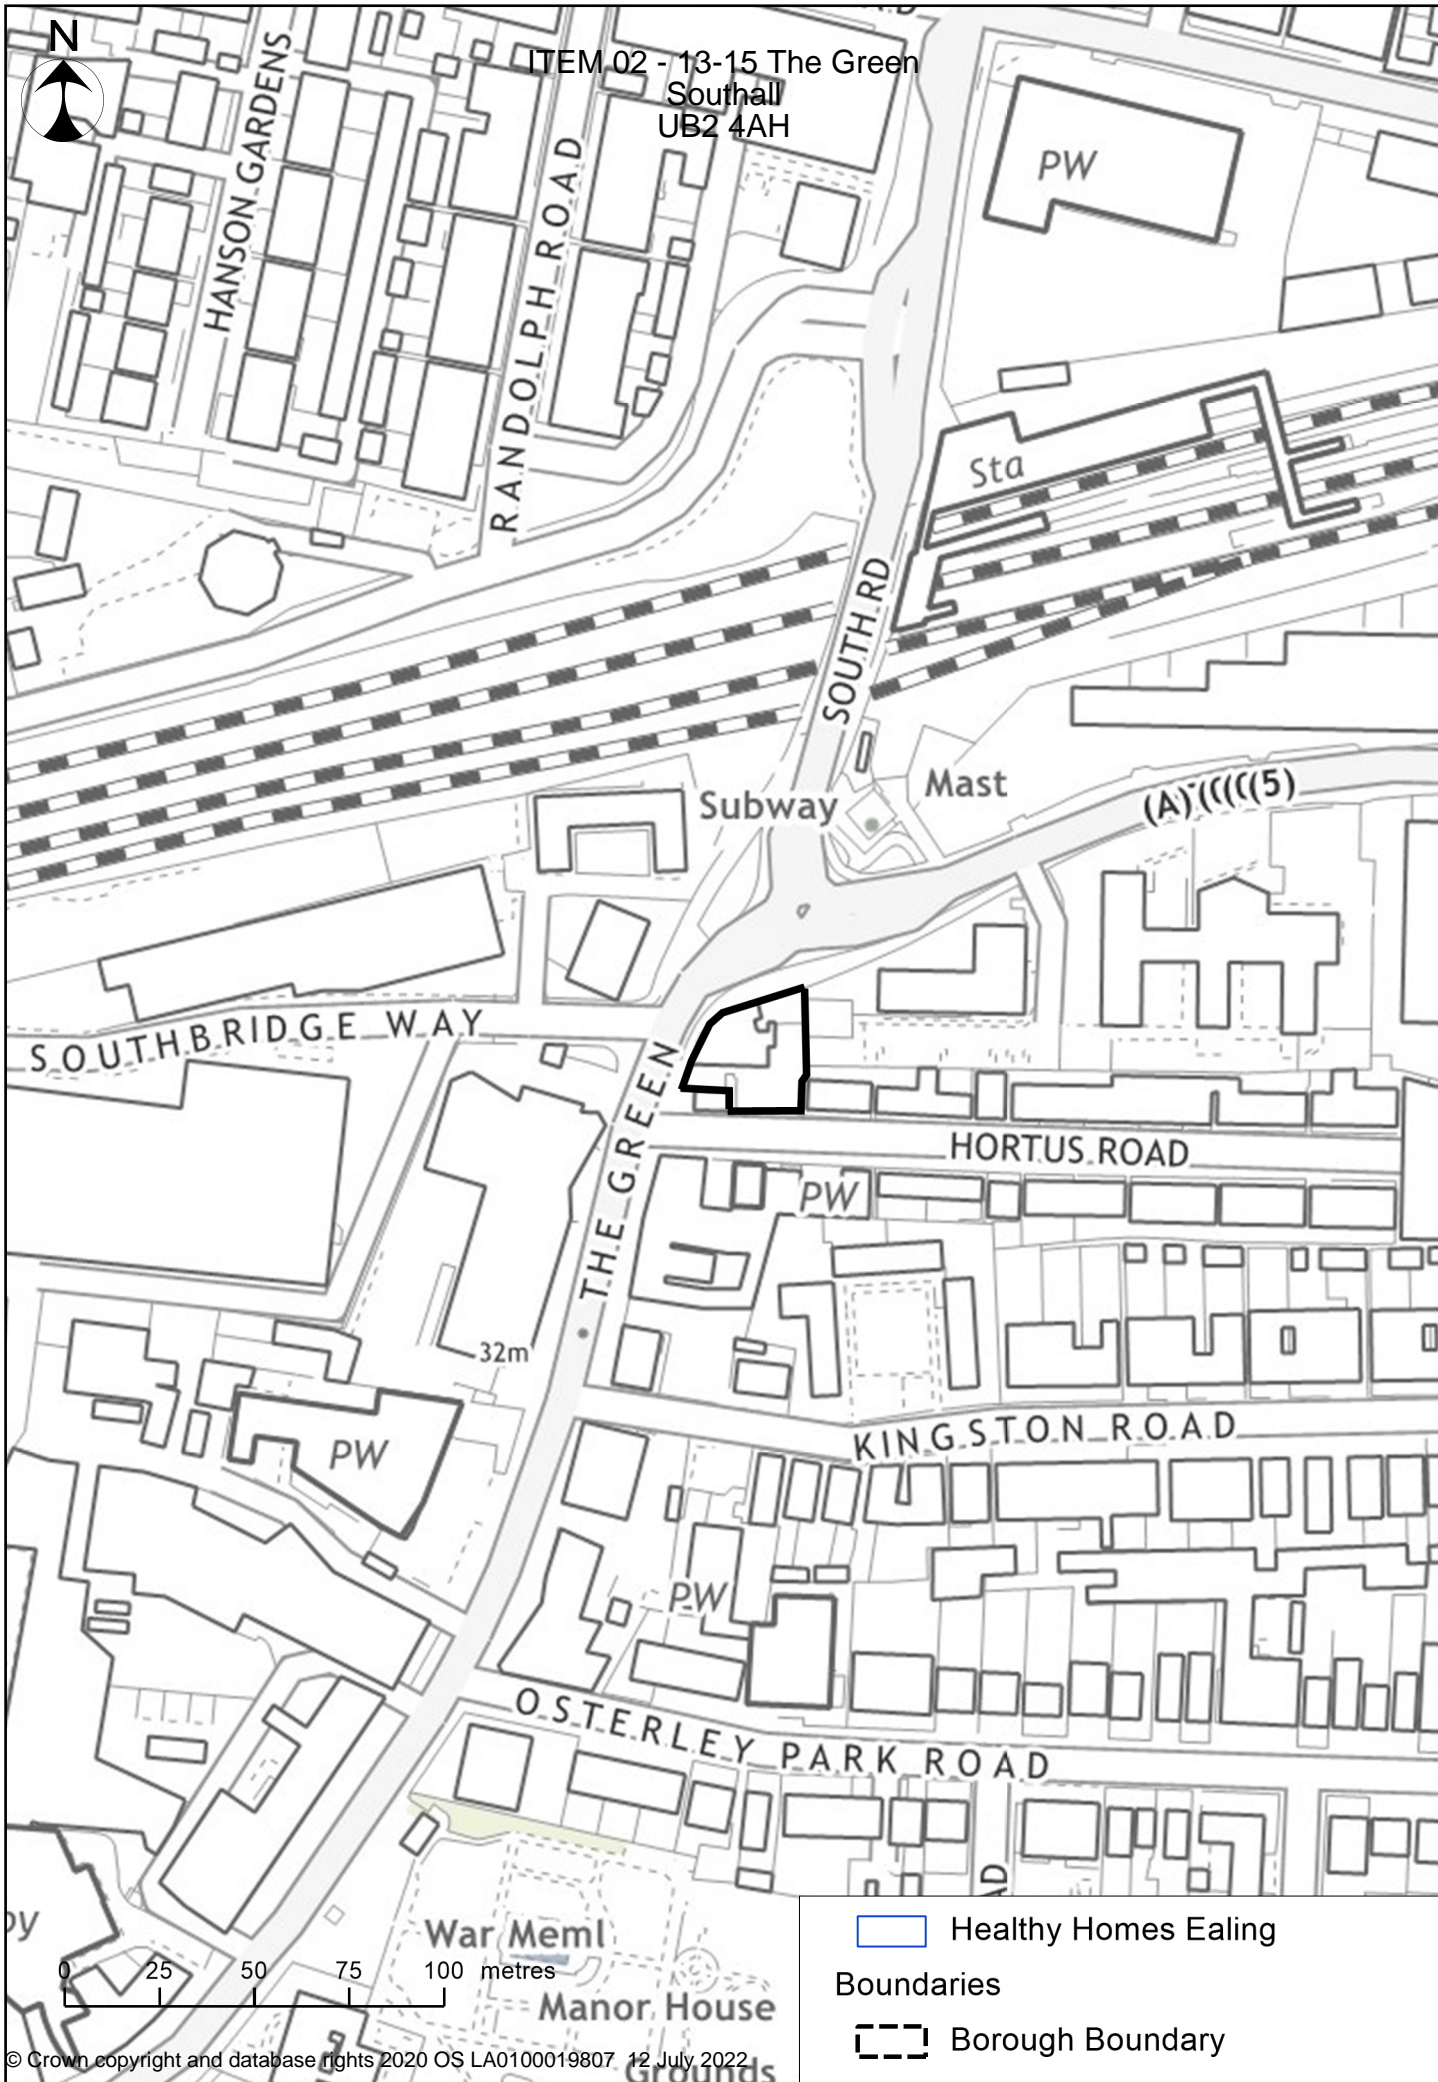 N
ITEM 02 - 13-15 The Green
Southall
UB2 4AH
HANSON GARDENS
RANDOLPH ROAD
PW
Sta
SOUTH RD
Subway
Mast
SOUTHBRIDGE WAY
THE GREEN
HORTUS ROAD
PW
32m
KINGSTON ROAD
PW
PW
OSTERLEY PARK ROAD
War Meml
0 25 50 75 100 metres
Manor House
Grounds
© Crown copyright and database rights 2020 OS LA0100019807 12 July 2022
Healthy Homes Ealing
Boundaries
Borough Boundary